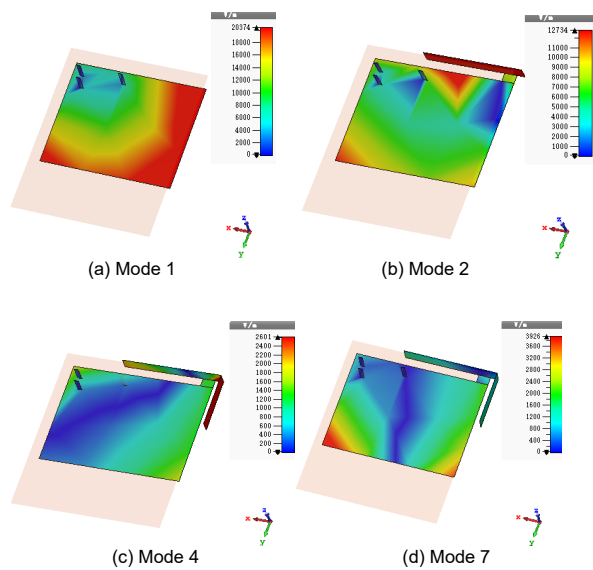 V/m
20374
18000
16000
14000
12000
10000
8000
6000
4000
2000
0
x
y
z
(a) Mode 1
V/m
12734
11000
10000
9000
8000
7000
6000
5000
4000
3000
2000
1000
0
x
y
z
(b) Mode 2
V/m
2601
2400
2200
2000
1800
1600
1400
1200
1000
800
600
400
200
0
x
y
z
(c) Mode 4
V/m
3926
3600
3200
2800
2400
2000
1600
1200
800
400
0
x
y
z
(d) Mode 7